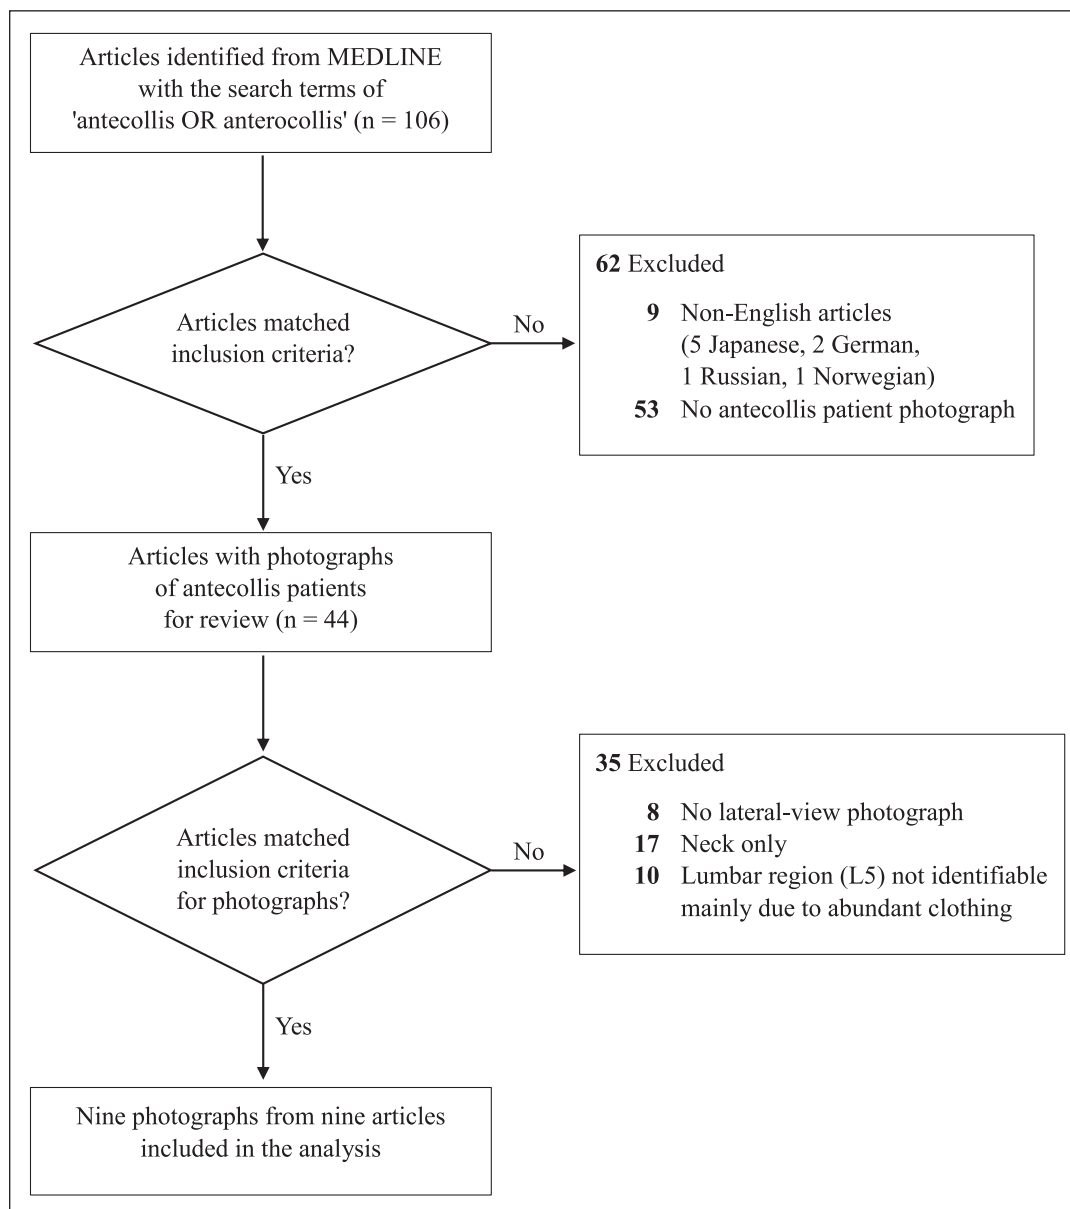 Articles identified from MEDLINE
with the search terms of
'antecollis OR anterocollis' (n = 106)
Articles matched
inclusion criteria?
No
62 Excluded
9 Non-English articles
(5 Japanese, 2 German,
1 Russian, 1 Norwegian)
53 No antecollis patient photograph
Yes
Articles with photographs
of antecollis patients
for review (n = 44)
Articles matched
inclusion criteria
for photographs?
No
35 Excluded
8 No lateral-view photograph
17 Neck only
10 Lumbar region (L5) not identifiable
mainly due to abundant clothing
Yes
Nine photographs from nine articles
included in the analysis